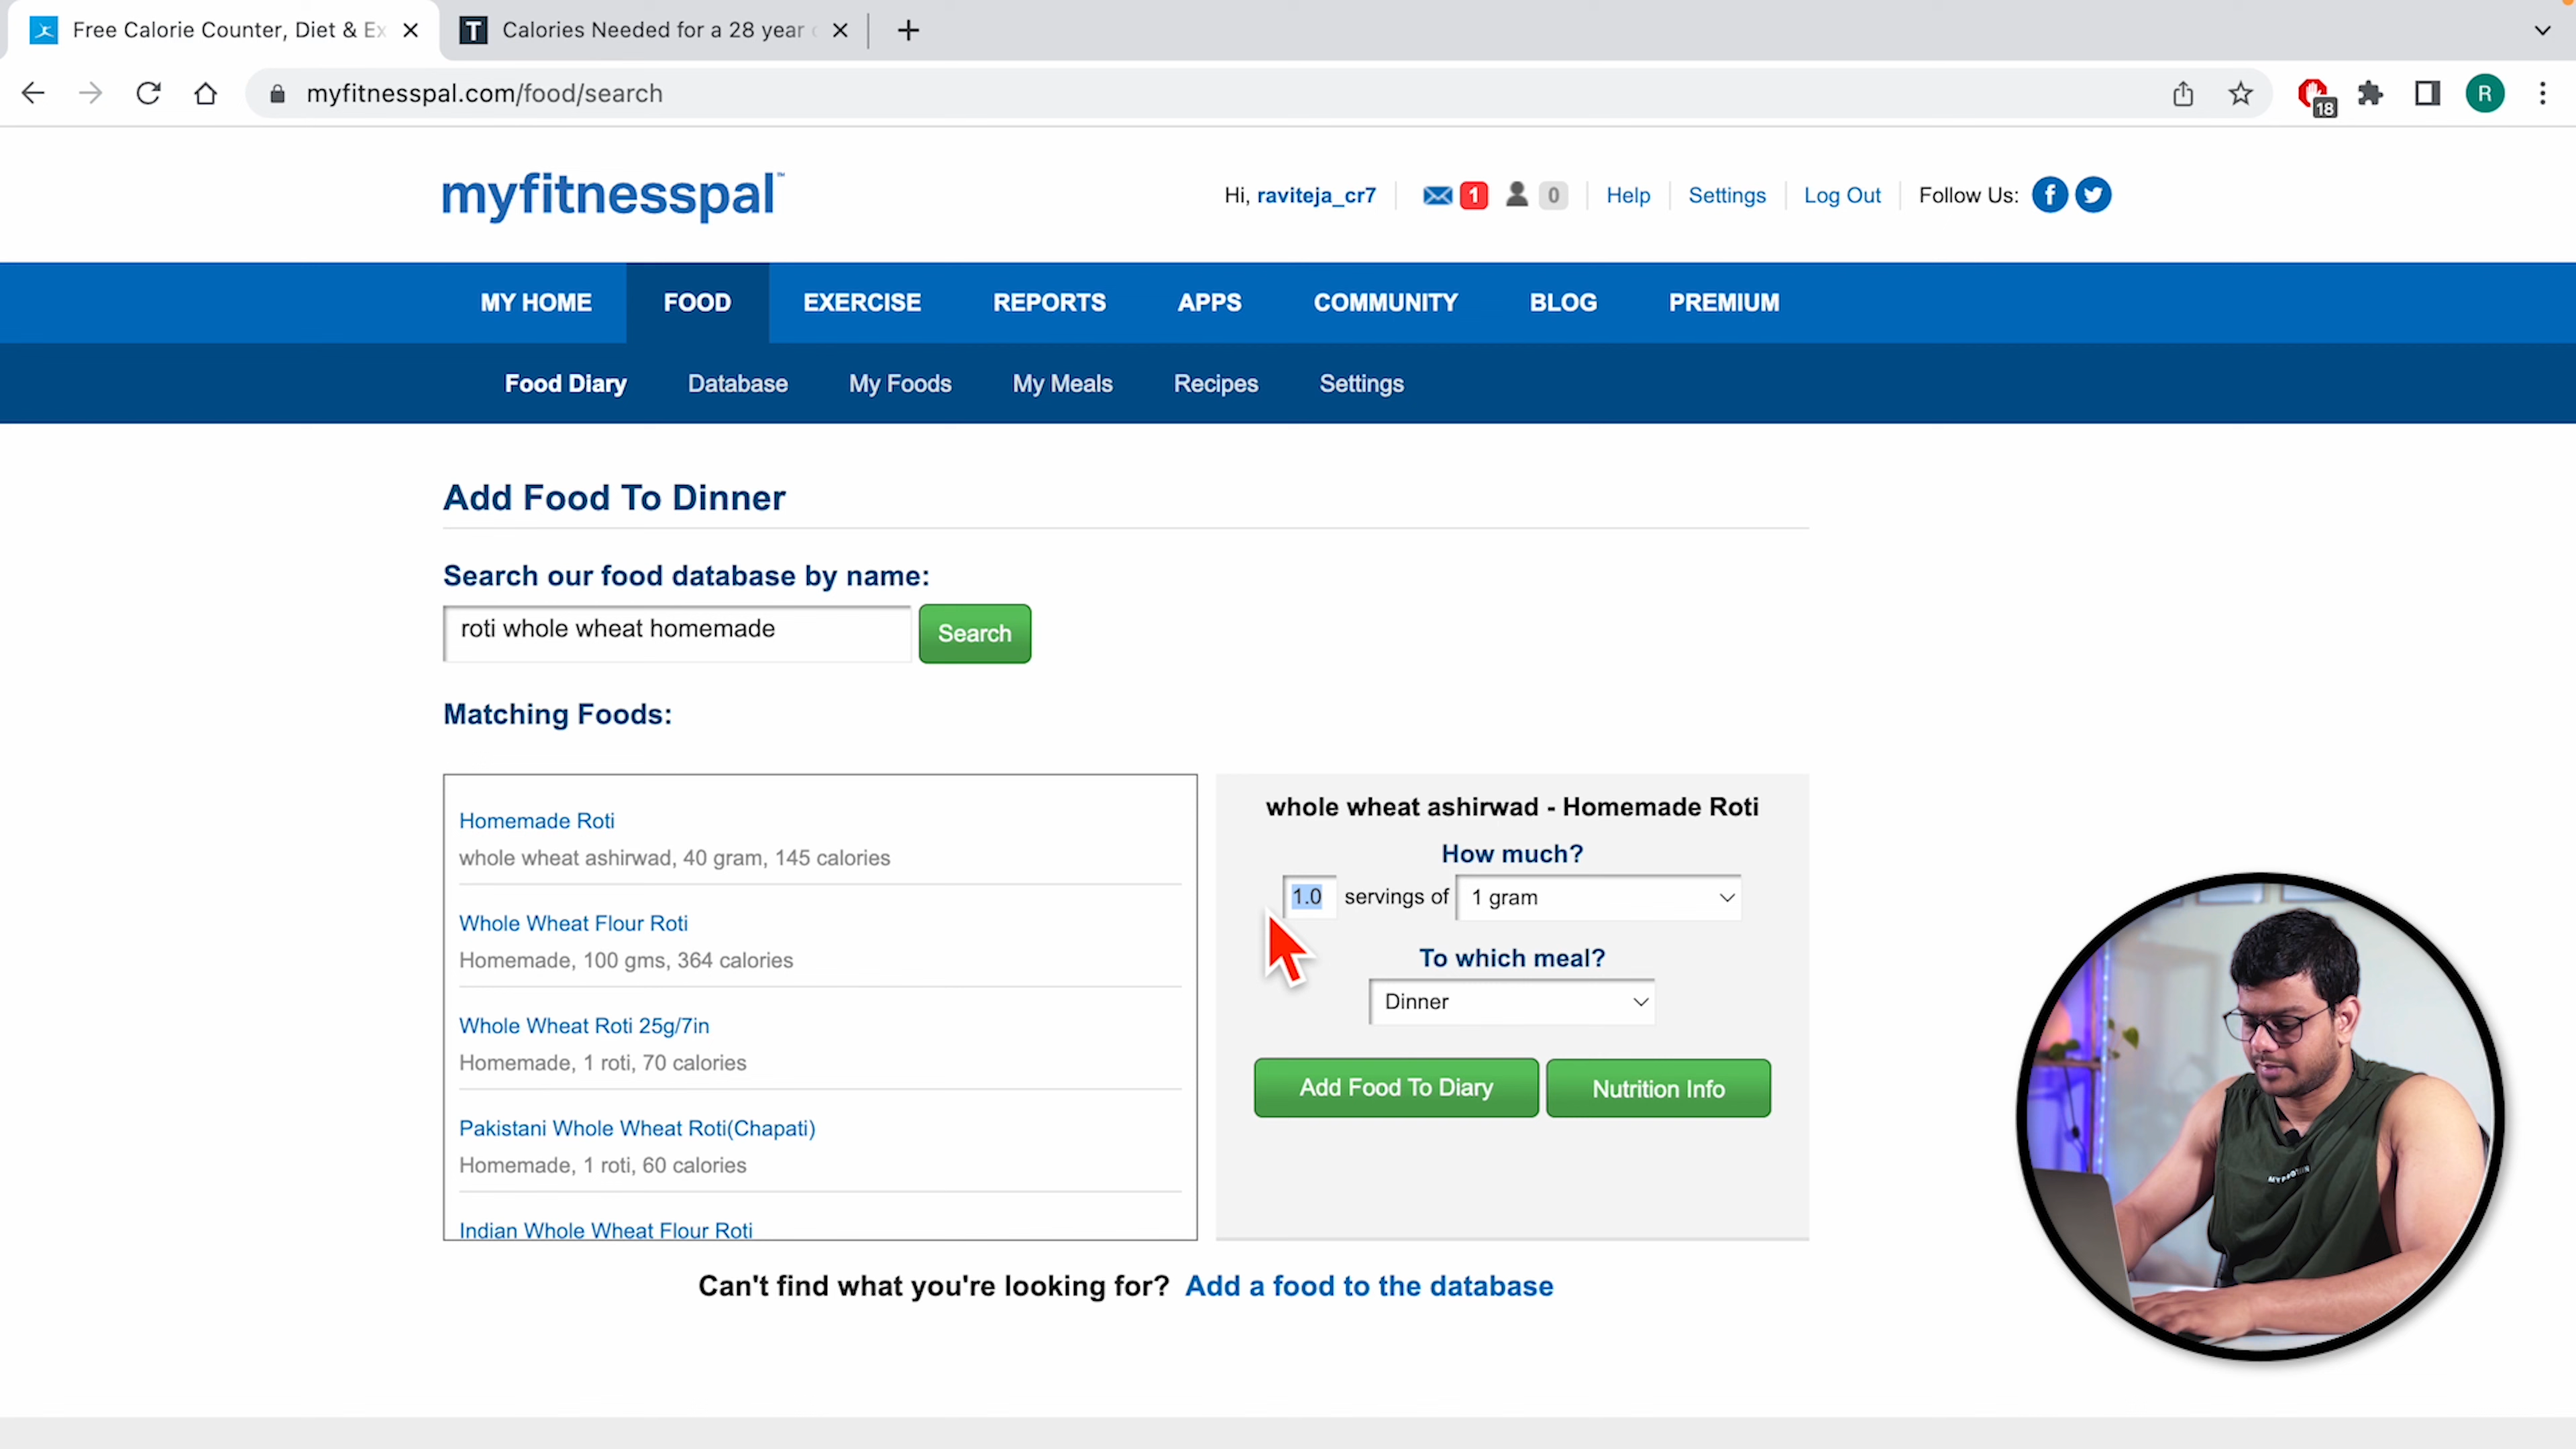 Free Calorie Counter, Diet & Ex
T Calories Needed for a 28 year
myfitnesspal.com/food/search
18
R
myfitnesspal™
Hi, raviteja_cr7 1 0 Help Settings Log Out Follow Us:
MY HOME FOOD EXERCISE REPORTS APPS COMMUNITY BLOG PREMIUM
Food Diary Database My Foods My Meals Recipes Settings
Add Food To Dinner
Search our food database by name:
roti whole wheat homemade Search
Matching Foods:
Homemade Roti
whole wheat ashirwad, 40 gram, 145 calories
Whole Wheat Flour Roti
Homemade, 100 gms, 364 calories
Whole Wheat Roti 25g/7in
Homemade, 1 roti, 70 calories
Pakistani Whole Wheat Roti(Chapati)
Homemade, 1 roti, 60 calories
Indian Whole Wheat Flour Roti
whole wheat ashirwad - Homemade Roti
How much?
1.0 servings of 1 gram
To which meal?
Dinner
Add Food To Diary Nutrition Info
Can't find what you're looking for? Add a food to the database